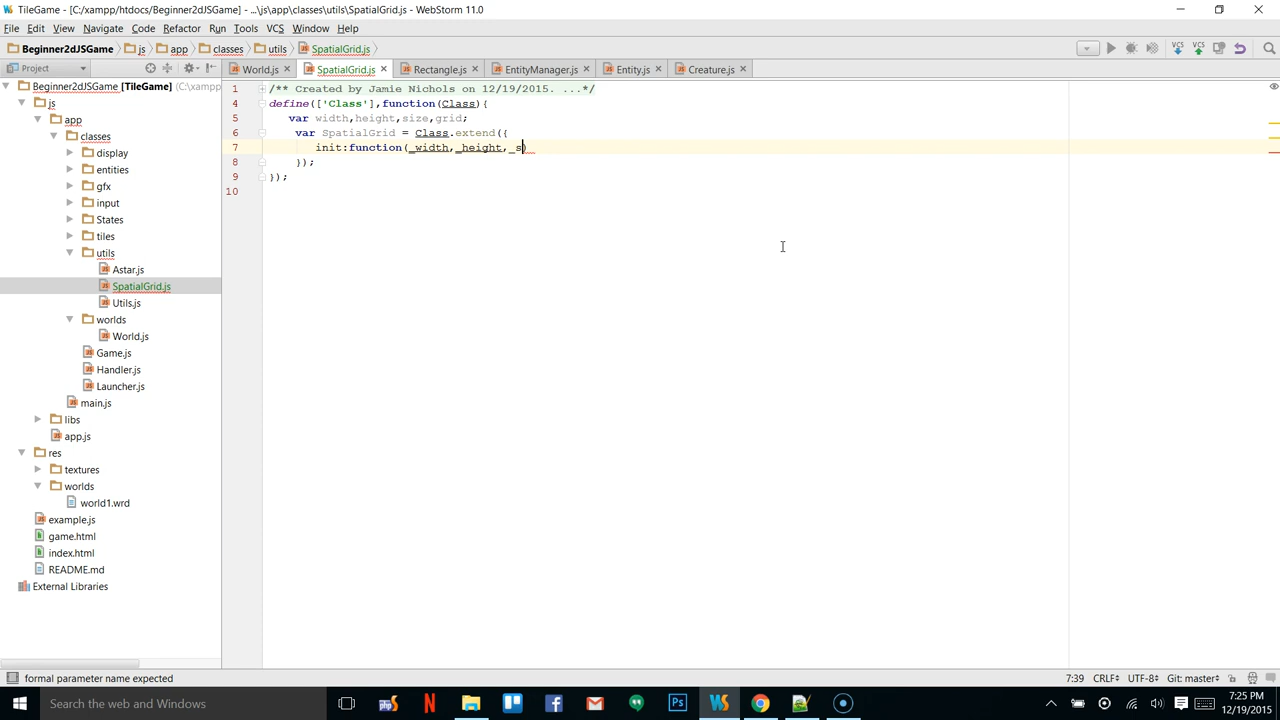 TileGame - [C:/xampp/htdocs/Beginner2dJSGame] - ...\js\app\classes\utils\SpatialGrid.js - WebStorm 11.0
File Edit View Navigate Code Refactor Run Tools VCS Window Help
Beginner2dJSGame js app classes utils SpatialGrid.js VCS VCS
Project World.js SpatialGrid.js Rectangle.js EntityManager.js Entity.js Creature.js
Beginner2dJSGame [TileGame] (C:\xampp
js
app
classes
display
entities
gfx
input
States
tiles
utils
Astar.js
SpatialGrid.js
Utils.js
worlds
World.js
Game.js
Handler.js
Launcher.js
main.js
libs
app.js
res
textures
worlds
world1.wrd
example.js
game.html
index.html
README.md
External Libraries
1 /** Created by Jamie Nichols on 12/19/2015. ...*/
4 define(['Class'],function(Class){
5 var width,height,size,grid;
6 var SpatialGrid = Class.extend({
7 init:function(_width,_height,_s)
8 });
9 });
10
formal parameter name expected 7:39 CRLF÷ UTF-8÷ Git: master÷
Search the web and Windows 7:25 PM
12/19/2015